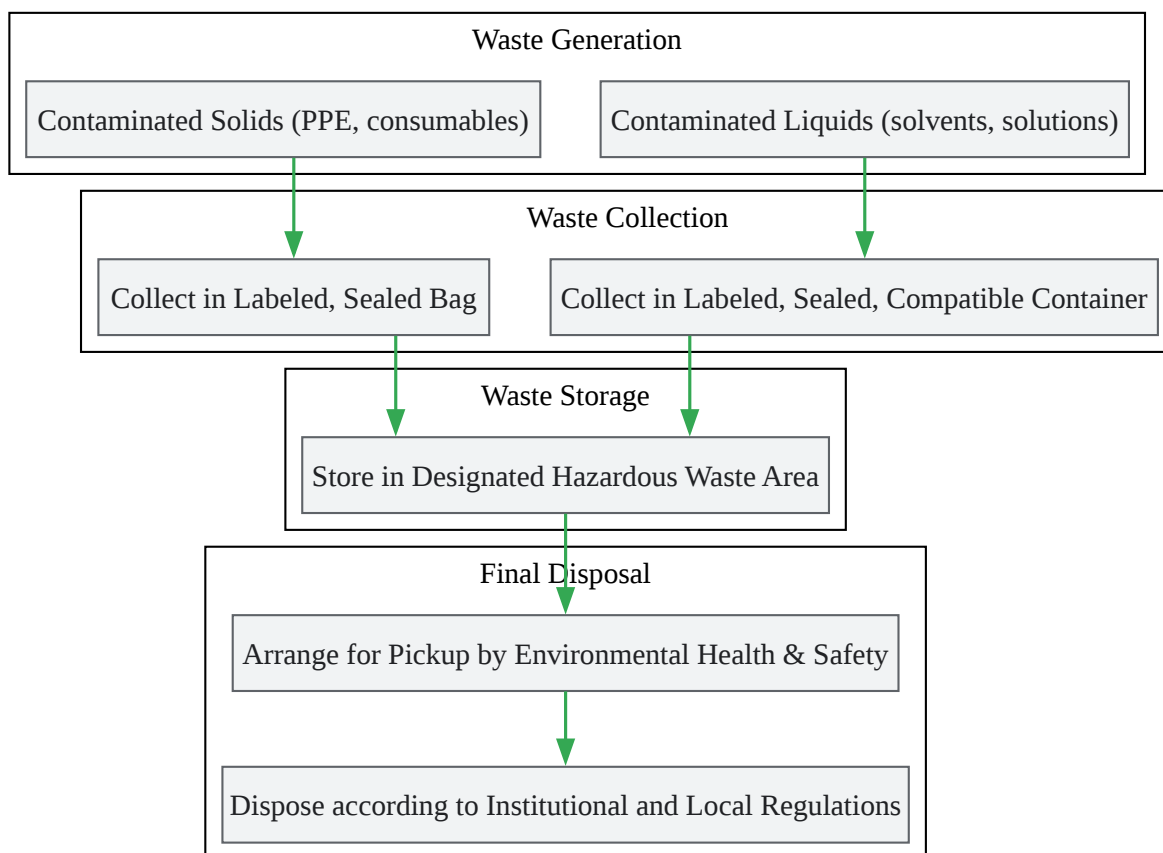 Waste Generation
Contaminated Solids (PPE, consumables)
Contaminated Liquids (solvents, solutions)
Waste Collection
Collect in Labeled, Sealed Bag
Collect in Labeled, Sealed, Compatible Container
Waste Storage
Store in Designated Hazardous Waste Area
Final Disposal
Arrange for Pickup by Environmental Health & Safety
Dispose according to Institutional and Local Regulations